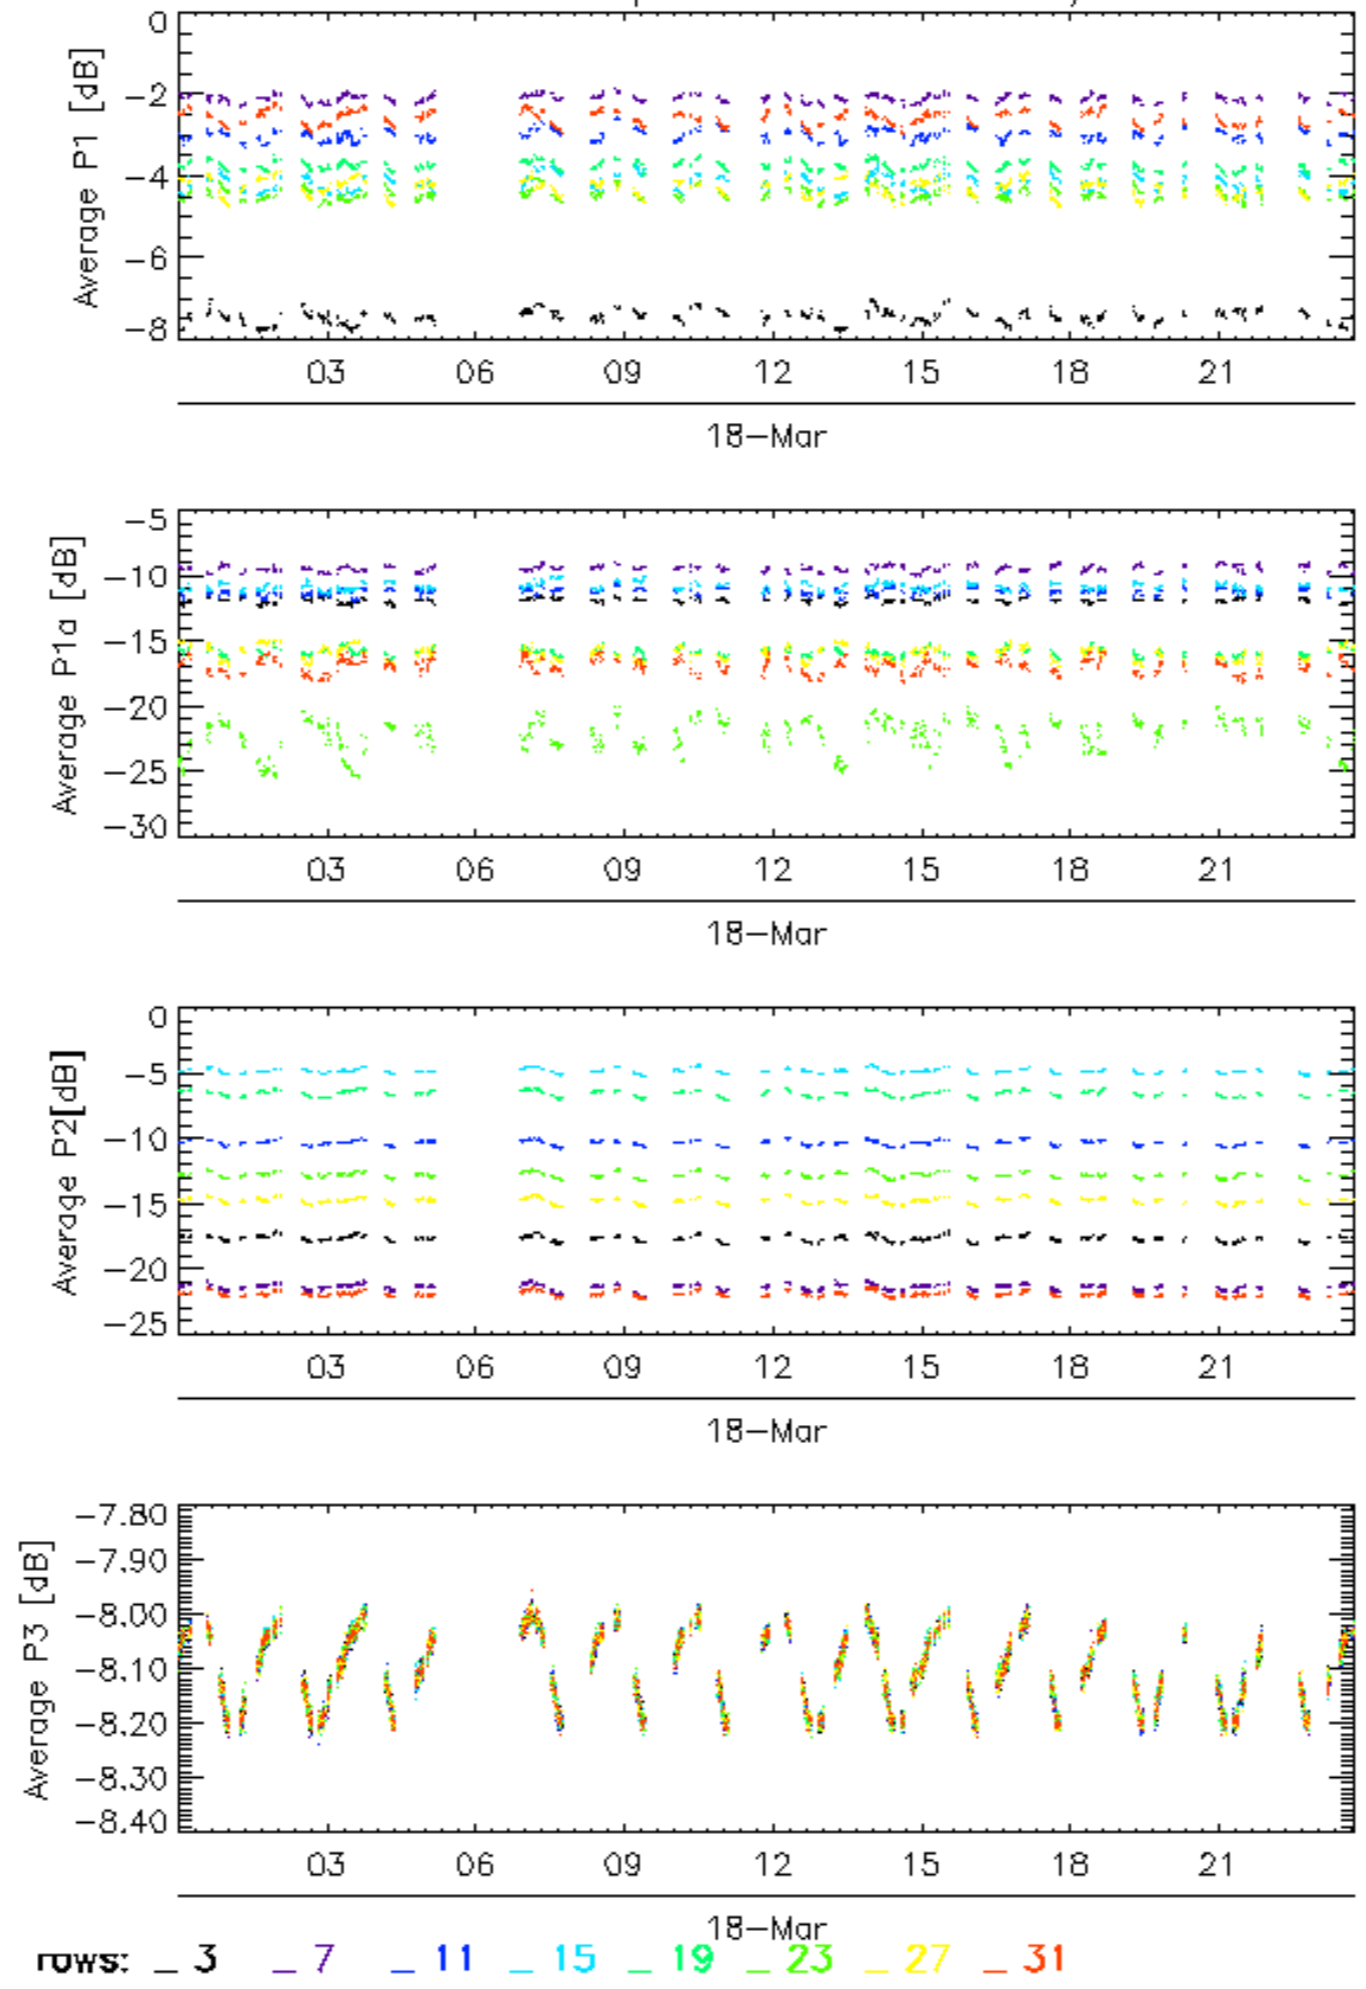 Average P1 [dB]
0
−2
−4
−6
−8
03 06 09 12 15 18 21
18−Mar
Average P1a [dB]
−5
−10
−15
−20
−25
−30
03 06 09 12 15 18 21
18−Mar
Average P2[dB]
0
−5
−10
−15
−20
−25
03 06 09 12 15 18 21
18−Mar
Average P3 [dB]
−7.80
−7.90
−8.00
−8.10
−8.20
−8.30
−8.40
03 06 09 12 15 18 21
18−Mar
rows: _ 3 _ 7 _ 11 _ 15 _ 19 _ 23 _ 27 _ 31